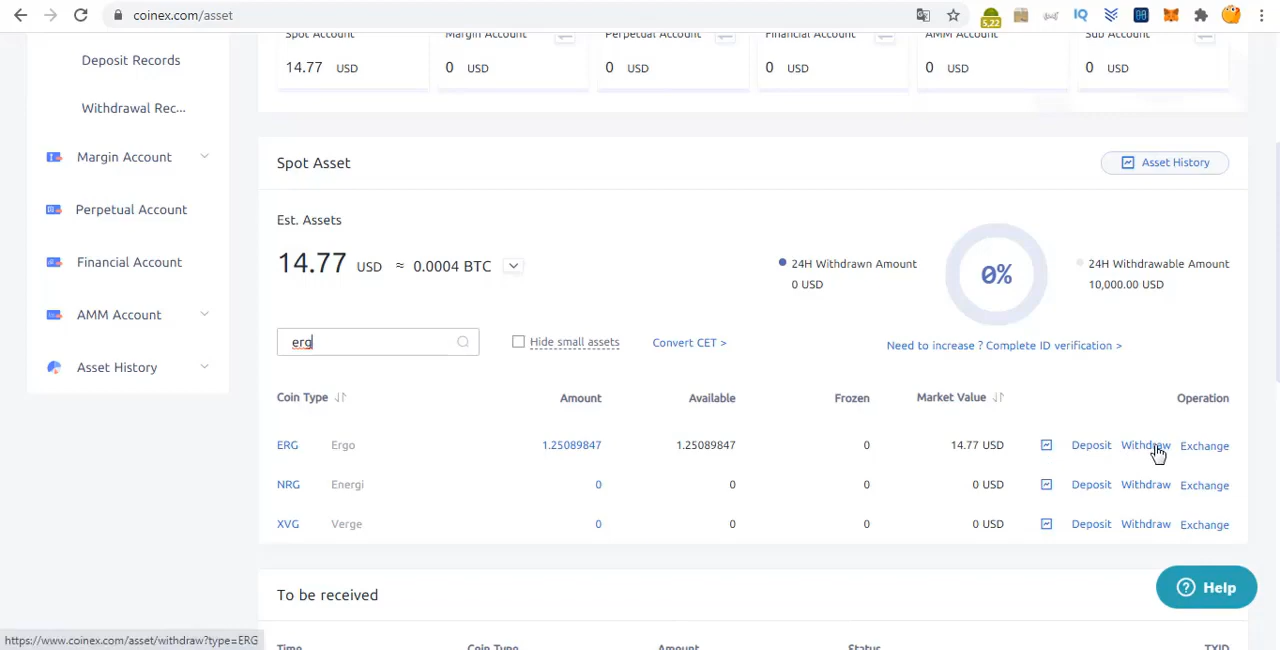 coinex.com/asset
5,22
IQ
Deposit Records
Withdrawal Rec...
Margin Account
Perpetual Account
Financial Account
AMM Account
Asset History
Spot Account Margin Account Perpetual Account Financial Account AMM Account Sub Account
14.77 USD 0 USD 0 USD 0 USD 0 USD 0 USD
Spot Asset
Asset History
Est. Assets
14.77 USD ≈ 0.0004 BTC
24H Withdrawn Amount
0 USD
0%
24H Withdrawable Amount
10,000.00 USD
erg
Hide small assets
Convert CET >
Need to increase ? Complete ID verification >
Coin Type Amount Available Frozen Market Value Operation
ERG Ergo 1.25089847 1.25089847 0 14.77 USD Deposit Withdraw Exchange
NRG Energi 0 0 0 0 USD Deposit Withdraw Exchange
XVG Verge 0 0 0 0 USD Deposit Withdraw Exchange
To be received
Help
Time Coin Type Amount Status TXID
https://www.coinex.com/asset/withdraw?type=ERG